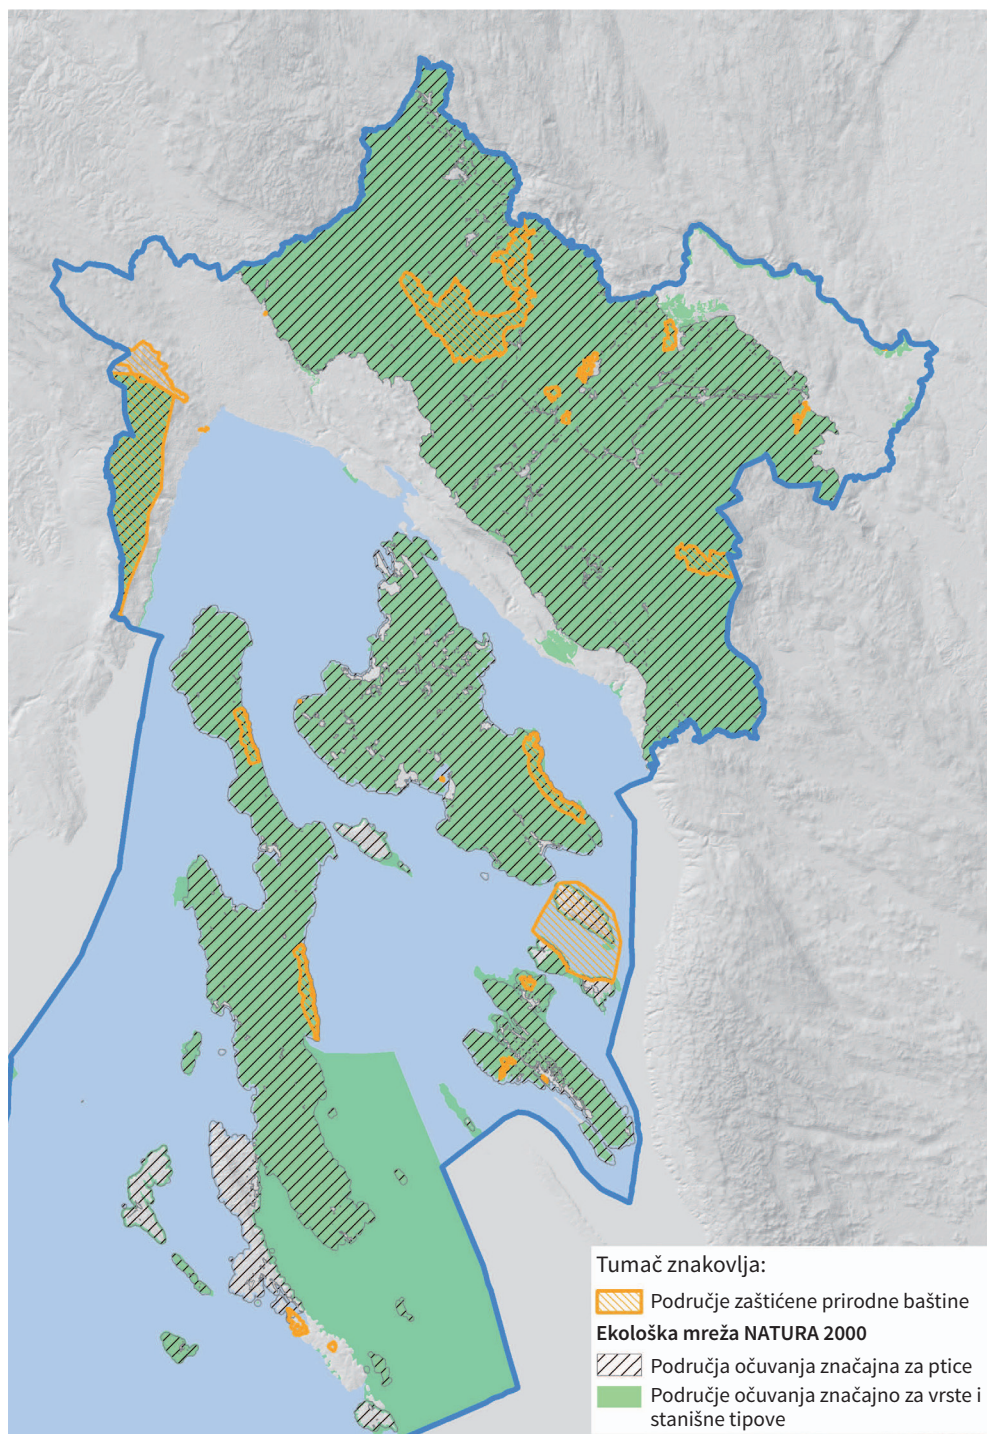 Tumač znakovlja:
Područje zaštićene prirodne baštine
Ekološka mreža NATURA 2000
Područja očuvanja značajna za ptice
Područje očuvanja značajno za vrste i
stanišne tipove